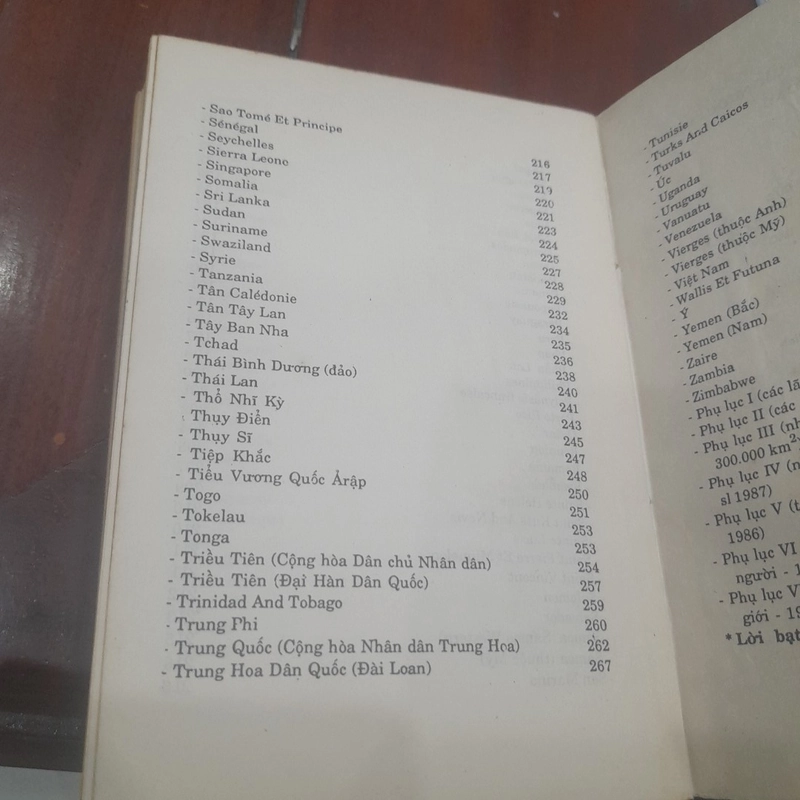 - Sao Tomé Et Principe 216
- Sénégal 217
- Seychelles 219
- Sierra Leone 220
- Singapore 221
- Somalia 223
- Sri Lanka 224
- Sudan 225
- Suriname 227
- Swaziland 228
- Syrie 229
- Tanzania 232
- Tân Calédonie 234
- Tân Tây Lan 235
- Tây Ban Nha 236
- Tchad 238
- Thái Bình Dương (đảo) 240
- Thái Lan 241
- Thổ Nhĩ Kỳ 243
- Thụy Điển 245
- Thụy Sĩ 247
- Tiệp Khắc 248
- Tiểu Vương Quốc Ảrập 250
- Togo 251
- Tokelau 253
- Tonga 253
- Triều Tiên (Cộng hòa Dân chủ Nhân dân) 254
- Triều Tiên (Đại Hàn Dân Quốc) 257
- Trinidad And Tobago 259
- Trung Phi 260
- Trung Quốc (Cộng hòa Nhân dân Trung Hoa) 262
- Trung Hoa Dân Quốc (Đài Loan) 267
- Tunisie
- Turks And Caicos
- Tuvalu
- Úc
- Uganda
- Uruguay
- Vanuatu
- Venezuela
- Vierges (thuộc Anh)
- Vierges (thuộc Mỹ)
- Việt Nam
- Wallis Et Futuna
- Ý
- Yemen (Bắc)
- Yemen (Nam)
- Zaire
- Zambia
- Zimbabwe
- Phụ lục I (các
- Phụ lục II (các
- Phụ lục III
300.000 km²
- Phụ lục IV
sl 1987)
- Phụ lục V
1986)
- Phụ lục VI
người -
- Phụ lục
giới -
* Lời bạt